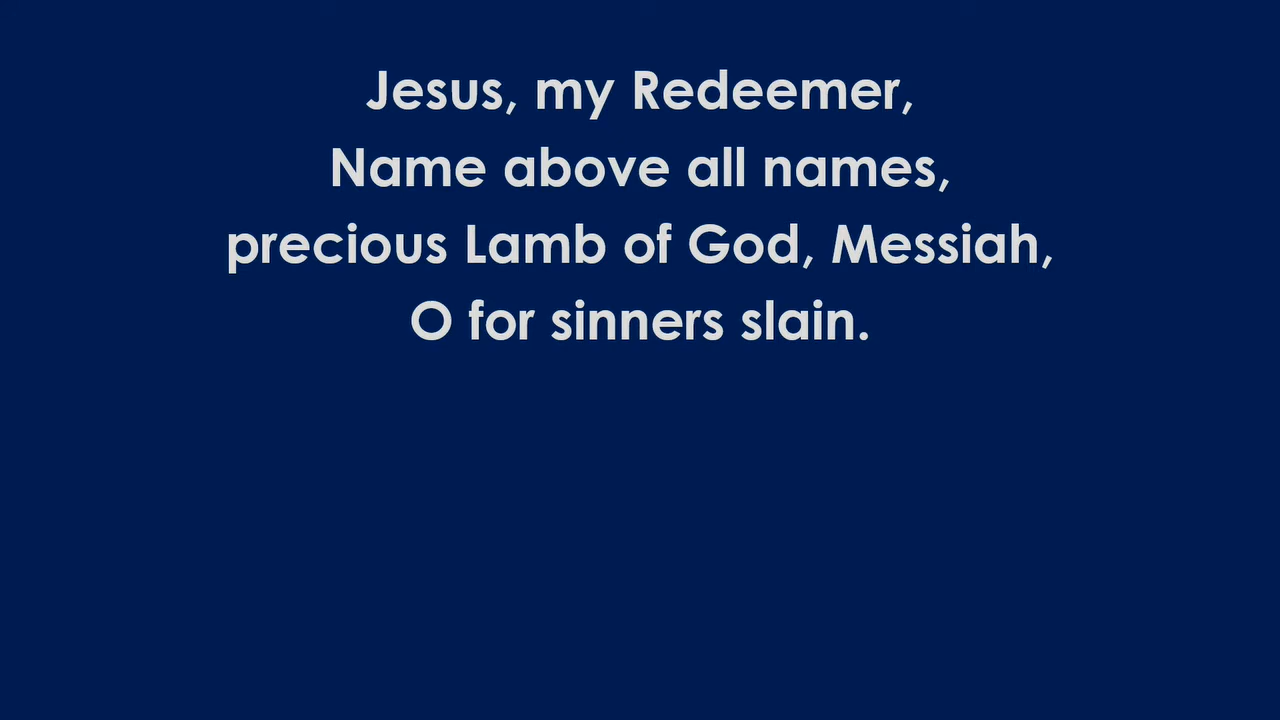 Jesus, my Redeemer,
Name above all names,
precious Lamb of God, Messiah,
O for sinners slain.